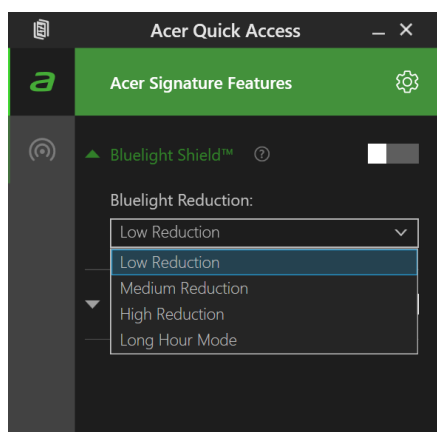 Acer Quick Access
a
Acer Signature Features
Bluelight Shield™ ?
Bluelight Reduction:
Low Reduction
Low Reduction
Medium Reduction
High Reduction
Long Hour Mode